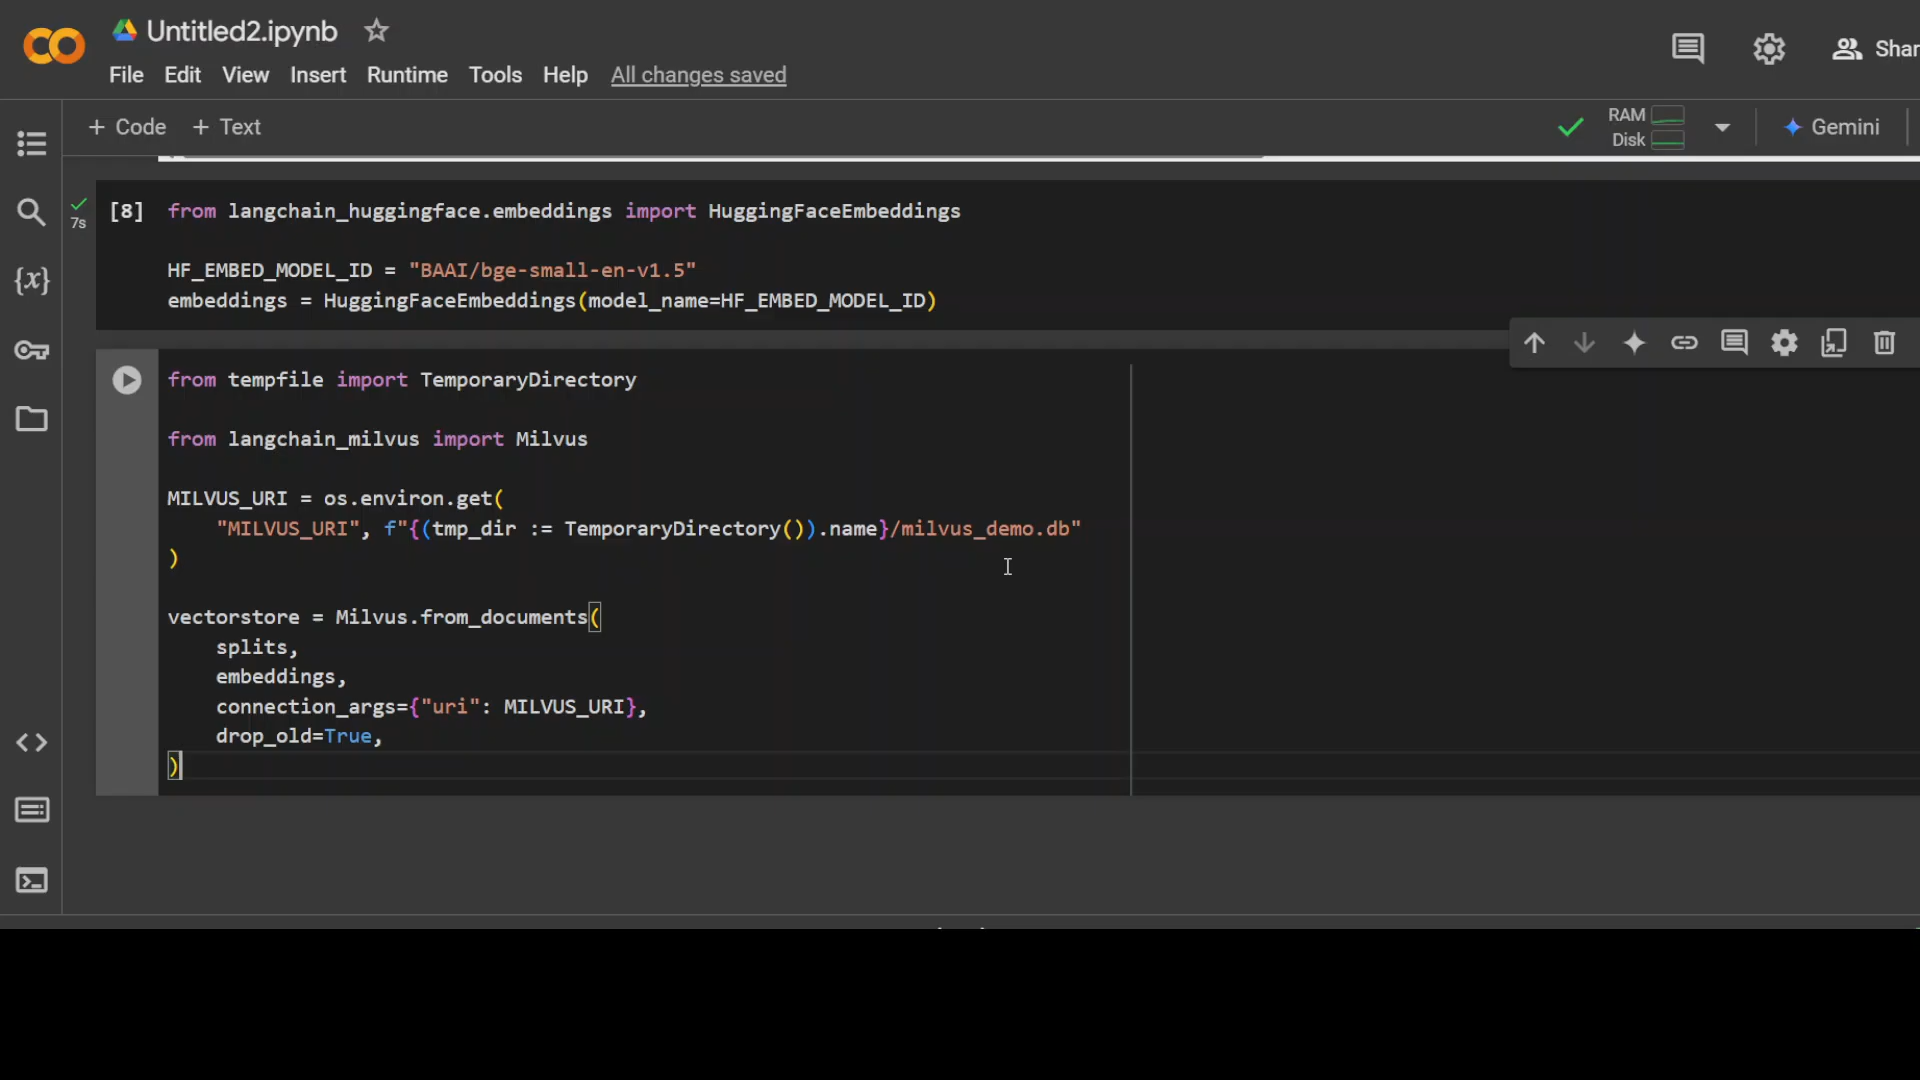 Untitled2.ipynb
File Edit View Insert Runtime Tools Help All changes saved
Shar
+ Code + Text
RAM
Disk
Gemini
7s
[8] from langchain_huggingface.embeddings import HuggingFaceEmbeddings
HF_EMBED_MODEL_ID = "BAAI/bge-small-en-v1.5"
embeddings = HuggingFaceEmbeddings(model_name=HF_EMBED_MODEL_ID)
from tempfile import TemporaryDirectory
from langchain_milvus import Milvus
MILVUS_URI = os.environ.get(
"MILVUS_URI", f"{(tmp_dir := TemporaryDirectory()).name}/milvus_demo.db"
)
vectorstore = Milvus.from_documents(
splits,
embeddings,
connection_args={"uri": MILVUS_URI},
drop_old=True,
)